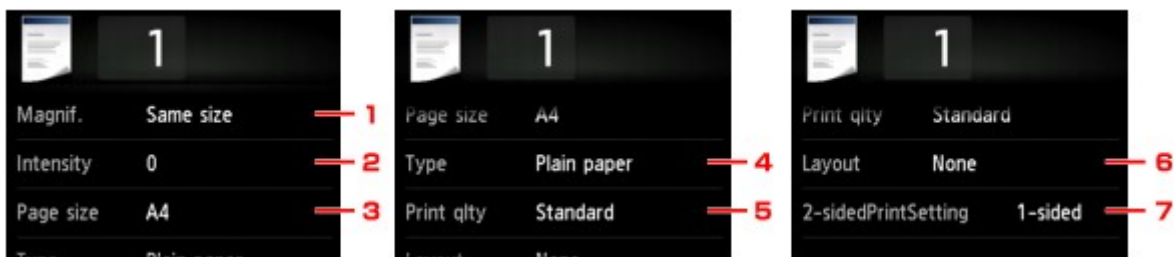 1
Magnif. Same size 1
Intensity 0 2
Page size A4 3
1
Page size A4
Type Plain paper 4
Print qlty Standard 5
1
Print qlty Standard
Layout None 6
2-sidedPrintSetting 1-sided 7